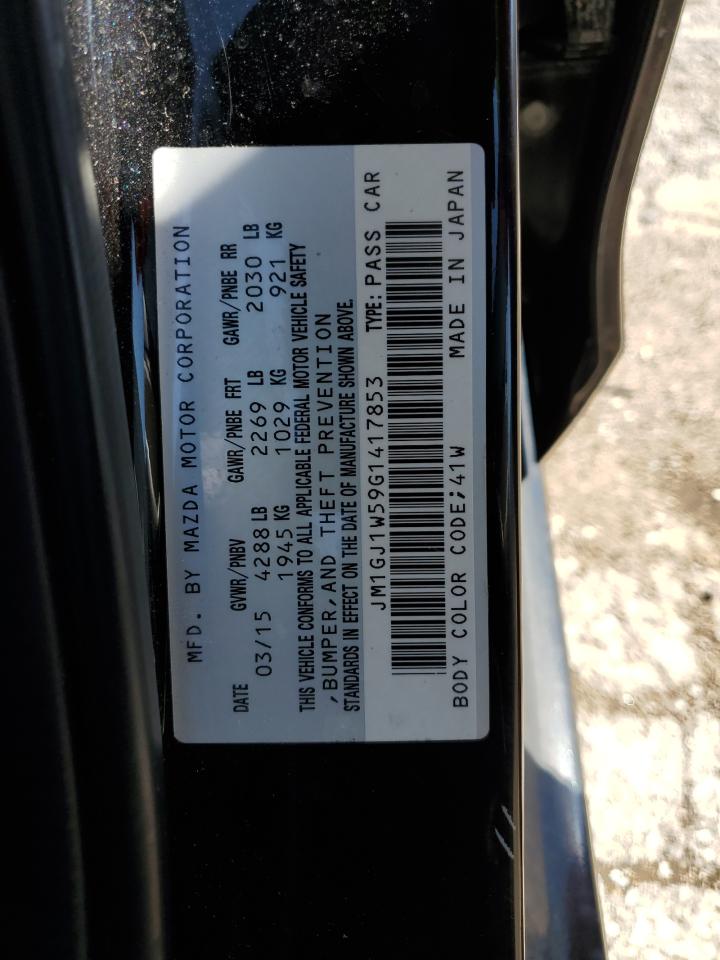 MFD. BY MAZDA MOTOR CORPORATION
DATE GVWR/PNBV GAWR/PNBE FRT GAWR/PNBE RR
03/15 4288 LB 2269 LB 2030 LB
1945 KG 1029 KG 921 KG
THIS VEHICLE CONFORMS TO ALL APPLICABLE FEDERAL MOTOR VEHICLE SAFETY
,BUMPER, AND THEFT PREVENTION
STANDARDS IN EFFECT ON THE DATE OF MANUFACTURE SHOWN ABOVE.
JM1GJ1W59G1417853 TYPE: PASS CAR
BODY COLOR CODE;41W MADE IN JAPAN